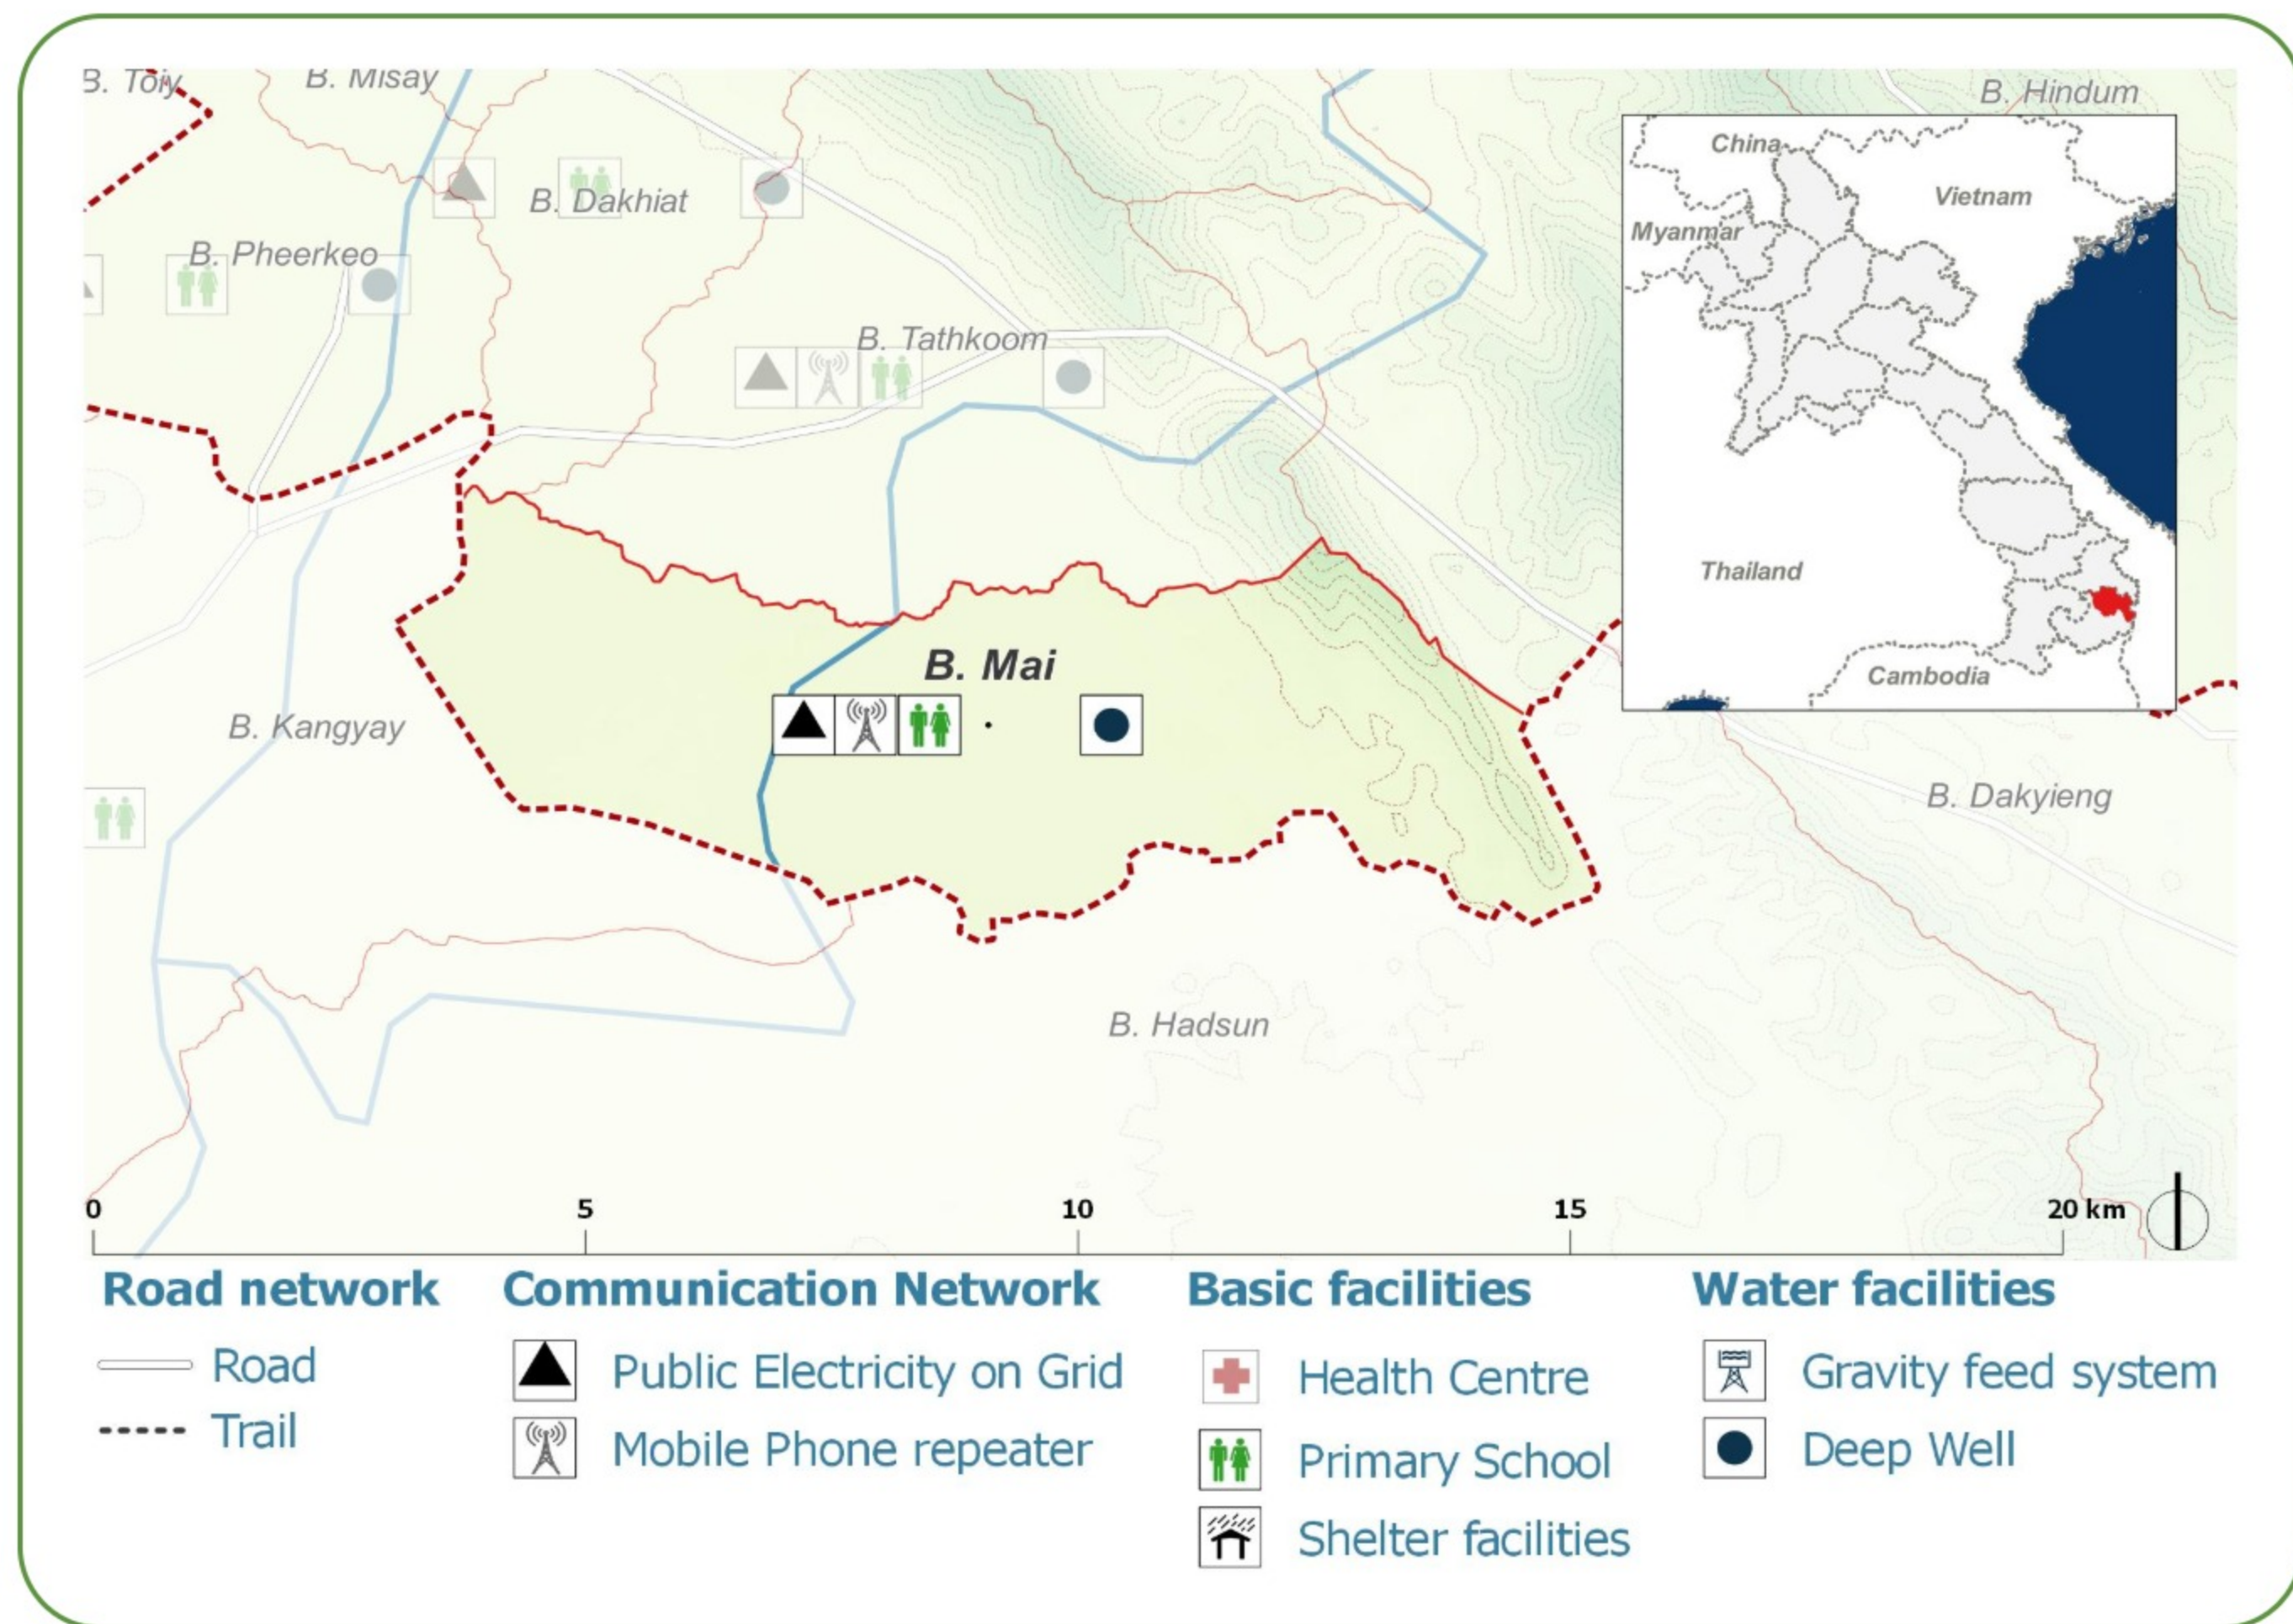 B. Toiy
B. Misay
B. Hindum
B. Dakhiat
B. Pheerkeo
B. Tathkoom
China
Vietnam
Myanmar
Thailand
Cambodia
B. Mai
B. Kangyay
B. Dakyieng
B. Hadsun
0 5 10 15 20 km
Road network
Road
Trail
Communication Network
Public Electricity on Grid
Mobile Phone repeater
Basic facilities
Health Centre
Primary School
Shelter facilities
Water facilities
Gravity feed system
Deep Well